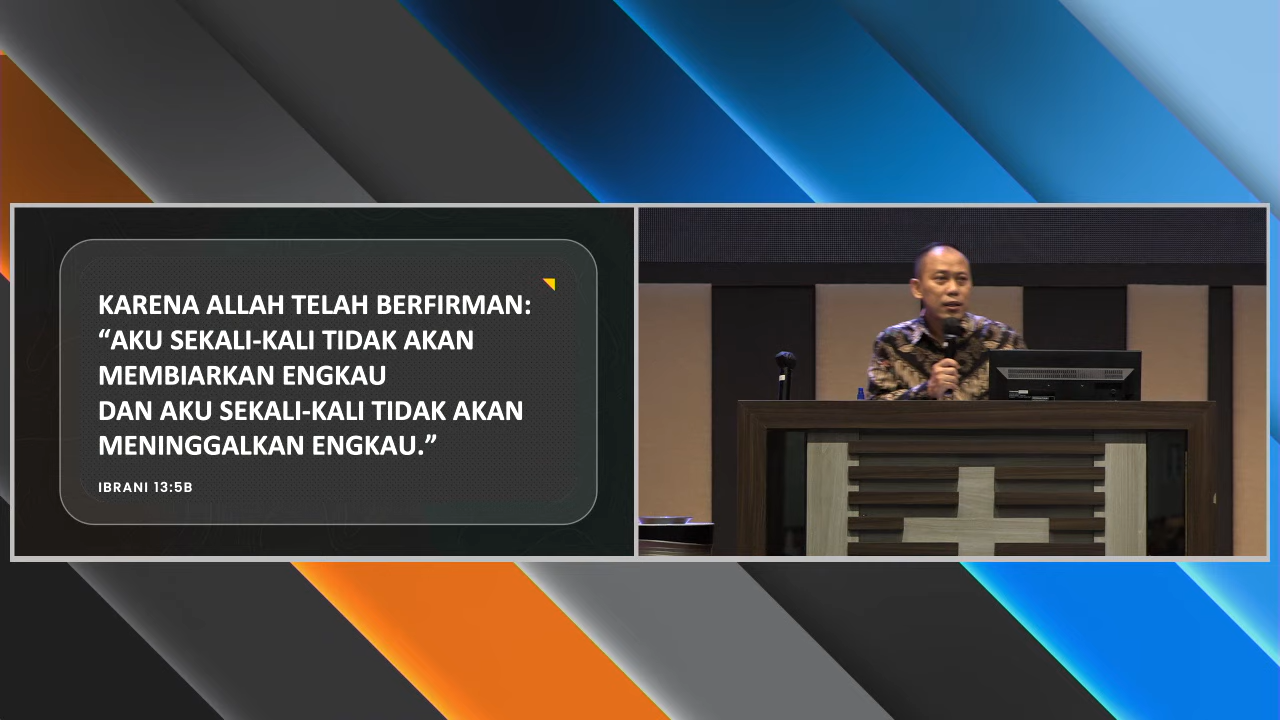 KARENA ALLAH TELAH BERFIRMAN:
“AKU SEKALI-KALI TIDAK AKAN
MEMBIARKAN ENGKAU
DAN AKU SEKALI-KALI TIDAK AKAN
MENINGGALKAN ENGKAU.”
IBRANI 13:5B